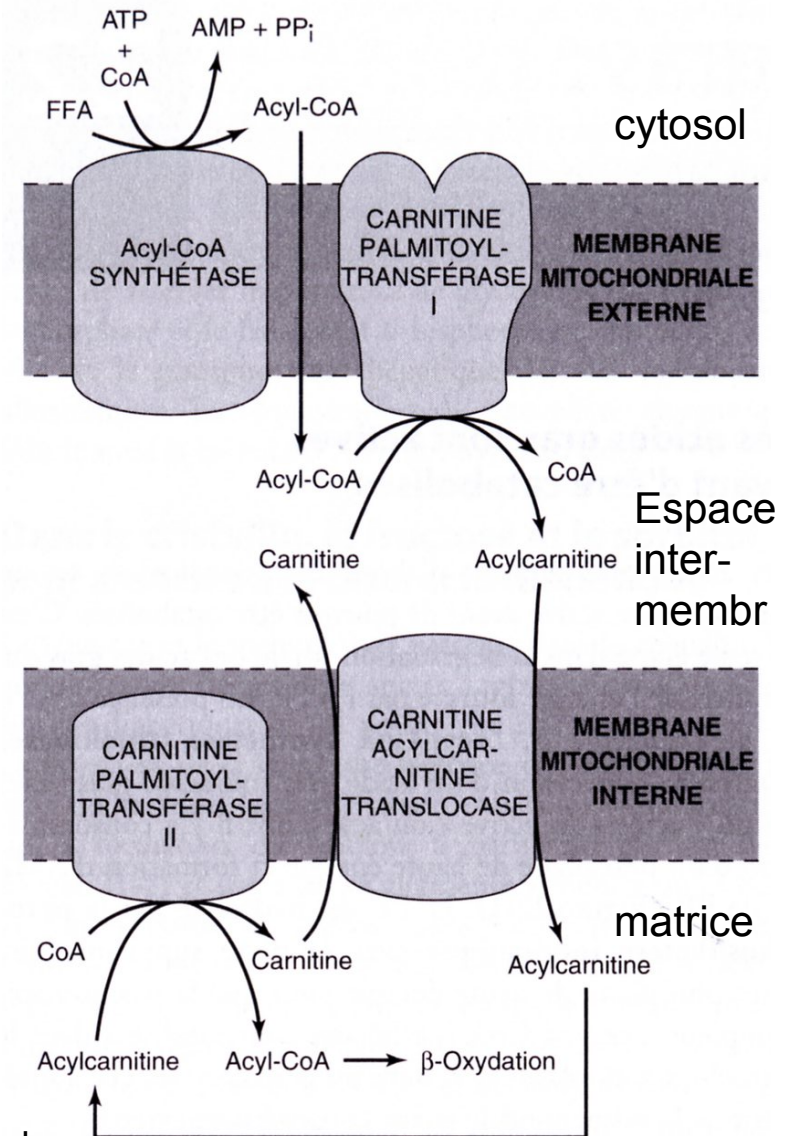 ATP
+
CoA
AMP + PPi
FFA
Acyl-CoA
cytosol
Acyl-CoA
SYNTHÉTASE
CARNITINE
PALMITOYL-
TRANSFÉRASE
I
MEMBRANE
MITOCHONDRIALE
EXTERNE
Acyl-CoA
CoA
Espace
inter-
membr
Carnitine
Acylcarnitine
CARNITINE
PALMITOYL-
TRANSFÉRASE
II
CARNITINE
ACYLCAR-
NITINE
TRANSLOCASE
MEMBRANE
MITOCHONDRIALE
INTERNE
matrice
CoA
Carnitine
Acylcarnitine
Acylcarnitine
Acyl-CoA
β-Oxydation